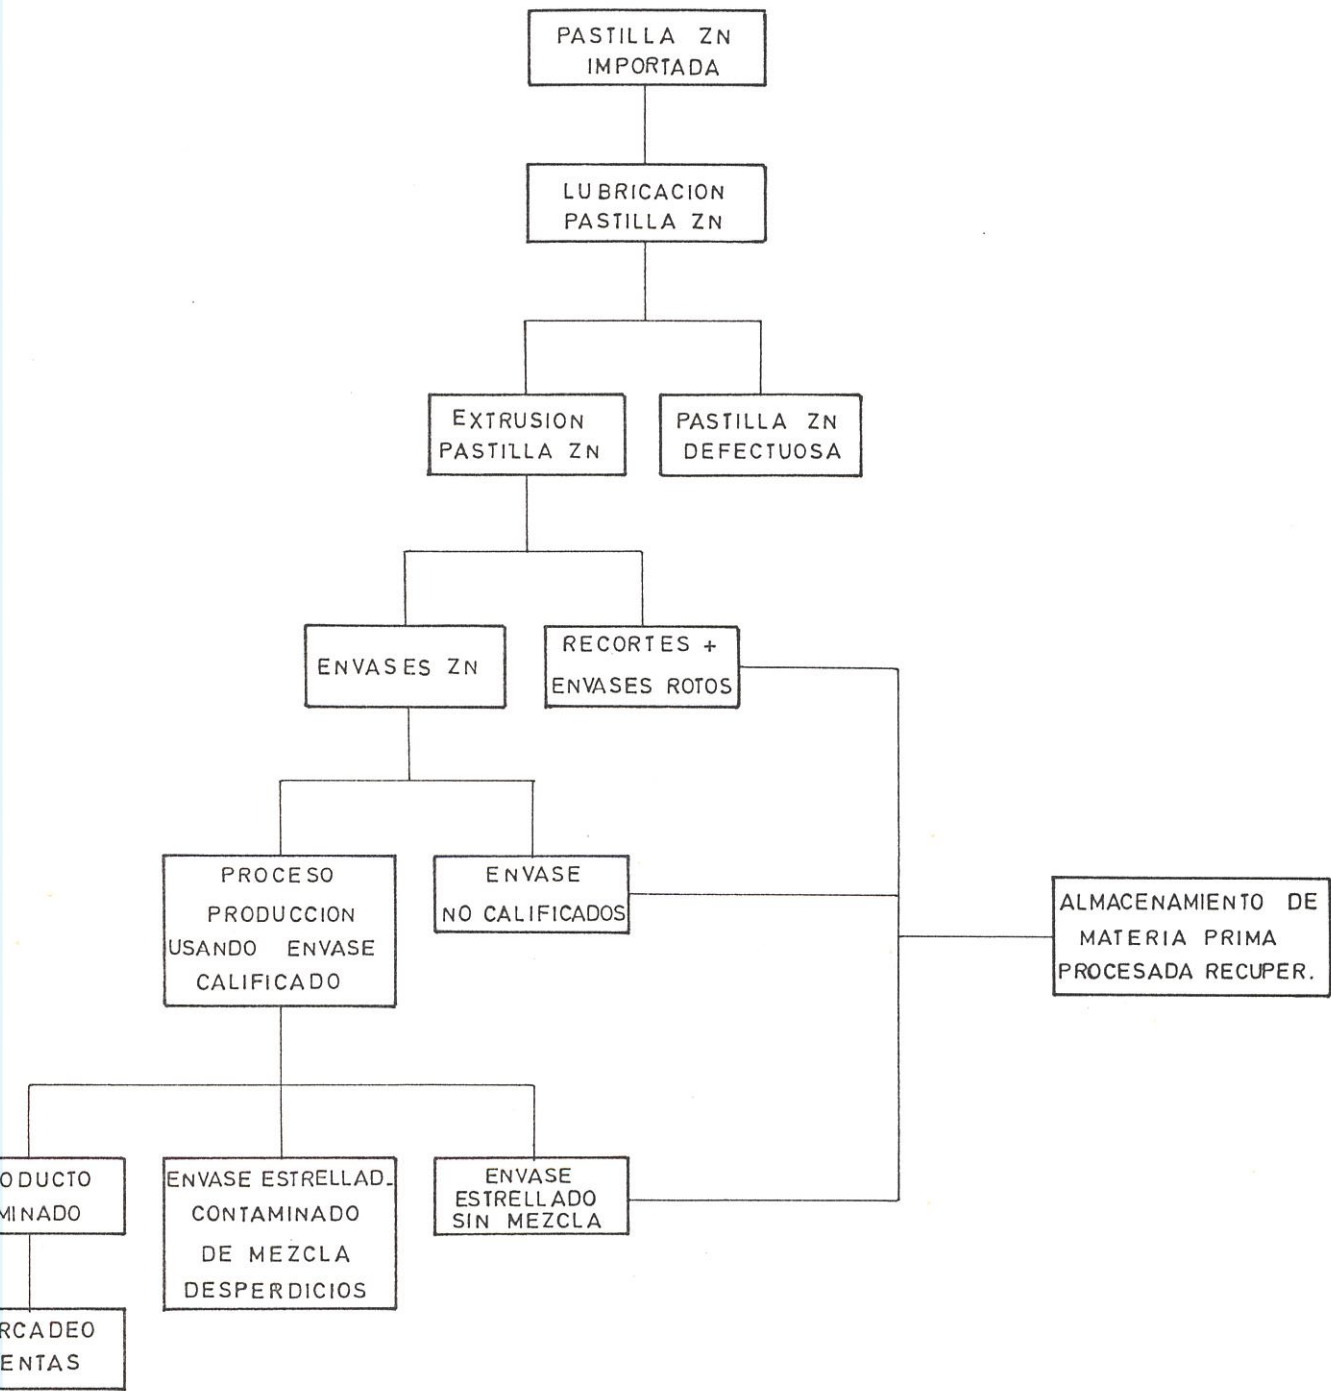 PASTILLA ZN
IMPORTADA
LUBRICACION
PASTILLA ZN
EXTRUSION
PASTILLA ZN
PASTILLA ZN
DEFECTUOSA
ENVASES ZN
RECORTES +
ENVASES ROTOS
PROCESO
PRODUCCION
USANDO ENVASE
CALIFICADO
ENVASE
NO CALIFICADOS
ALMACENAMIENTO DE
MATERIA PRIMA
PROCESADA RECUPER.
ODUCTO
MINADO
ENVASE ESTRELLAD_
CONTAMINADO
DE MEZCLA
DESPERDICIOS
ENVASE
ESTRELLADO
SIN MEZCLA
RCADEO
ENTAS